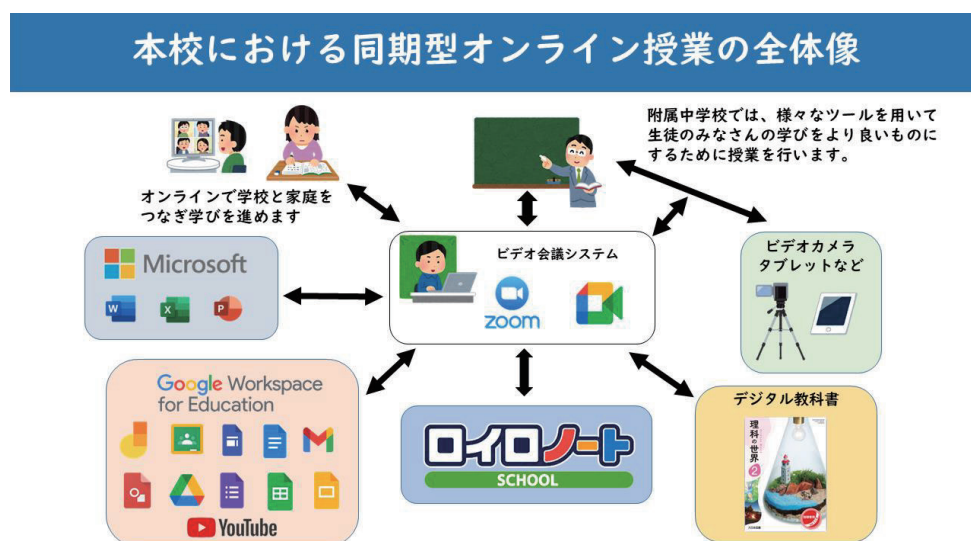 本校における同期型オンライン授業の全体像
附属中学校では、様々なツールを用いて
生徒のみなさんの学びをより良いものに
するために授業を行います。
オンラインで学校と家庭を
つなぎ学びを進めます
ビデオ会議システム
zoom
ビデオカメラ
タブレットなど
Microsoft
W
X
P
Google Workspace
for Education
YouTube
ロイロノート
SCHOOL
デジタル教科書
理科の世界
2